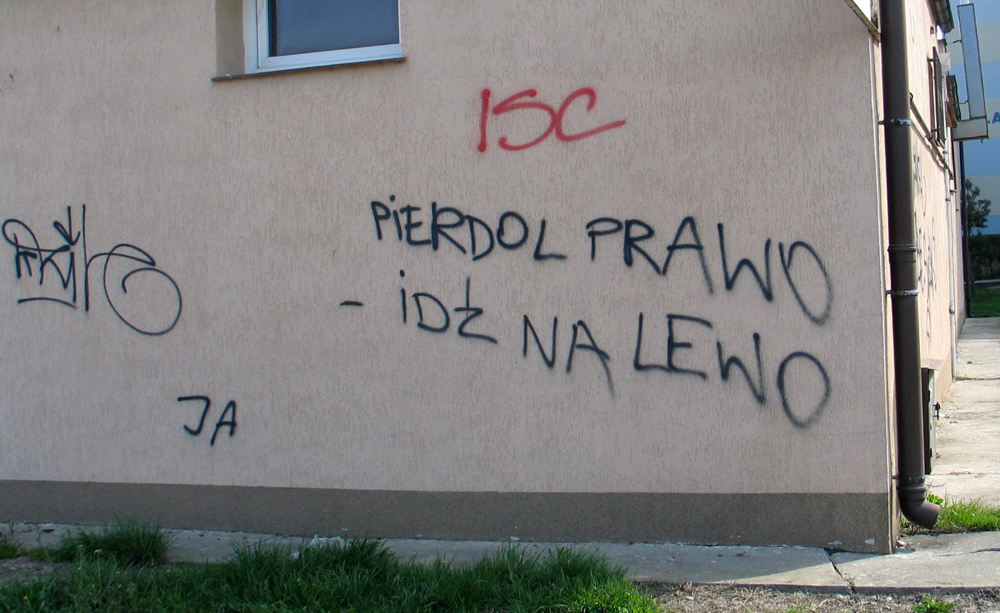 ISC
PiERDOL PRAWO
- iDŹ NA LEWO
JA